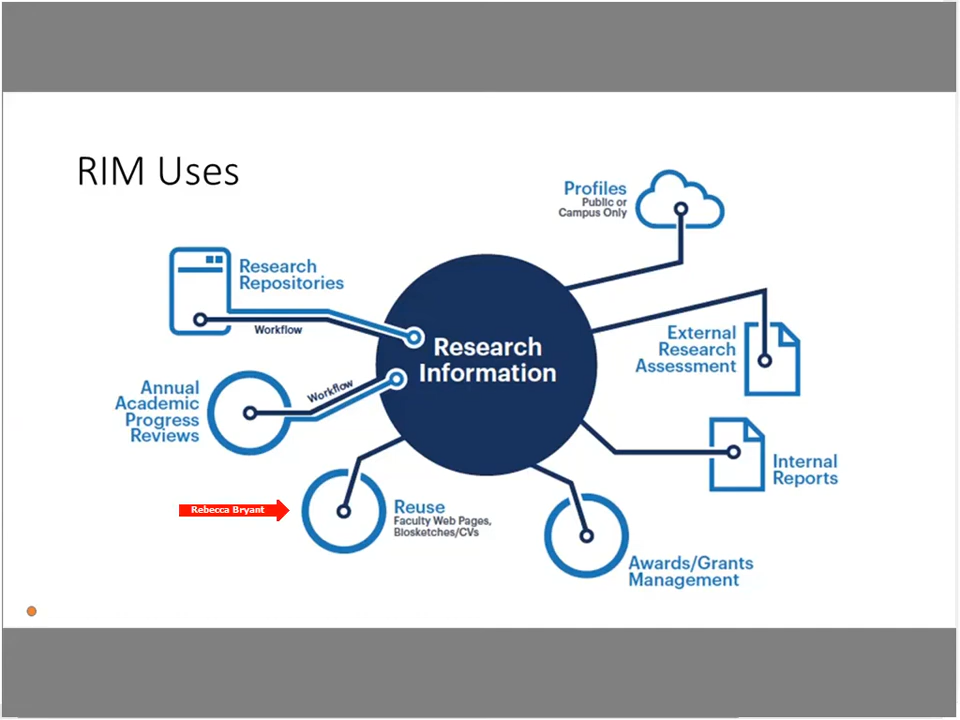 RIM Uses
Profiles
Public or
Campus Only
Research
Repositories
Workflow
External
Research
Assessment
Research
Information
Annual
Academic
Progress
Reviews
Workflow
Internal
Reports
Rebecca Bryant
Reuse
Faculty Web Pages,
Biosketches/CVs
Awards/Grants
Management